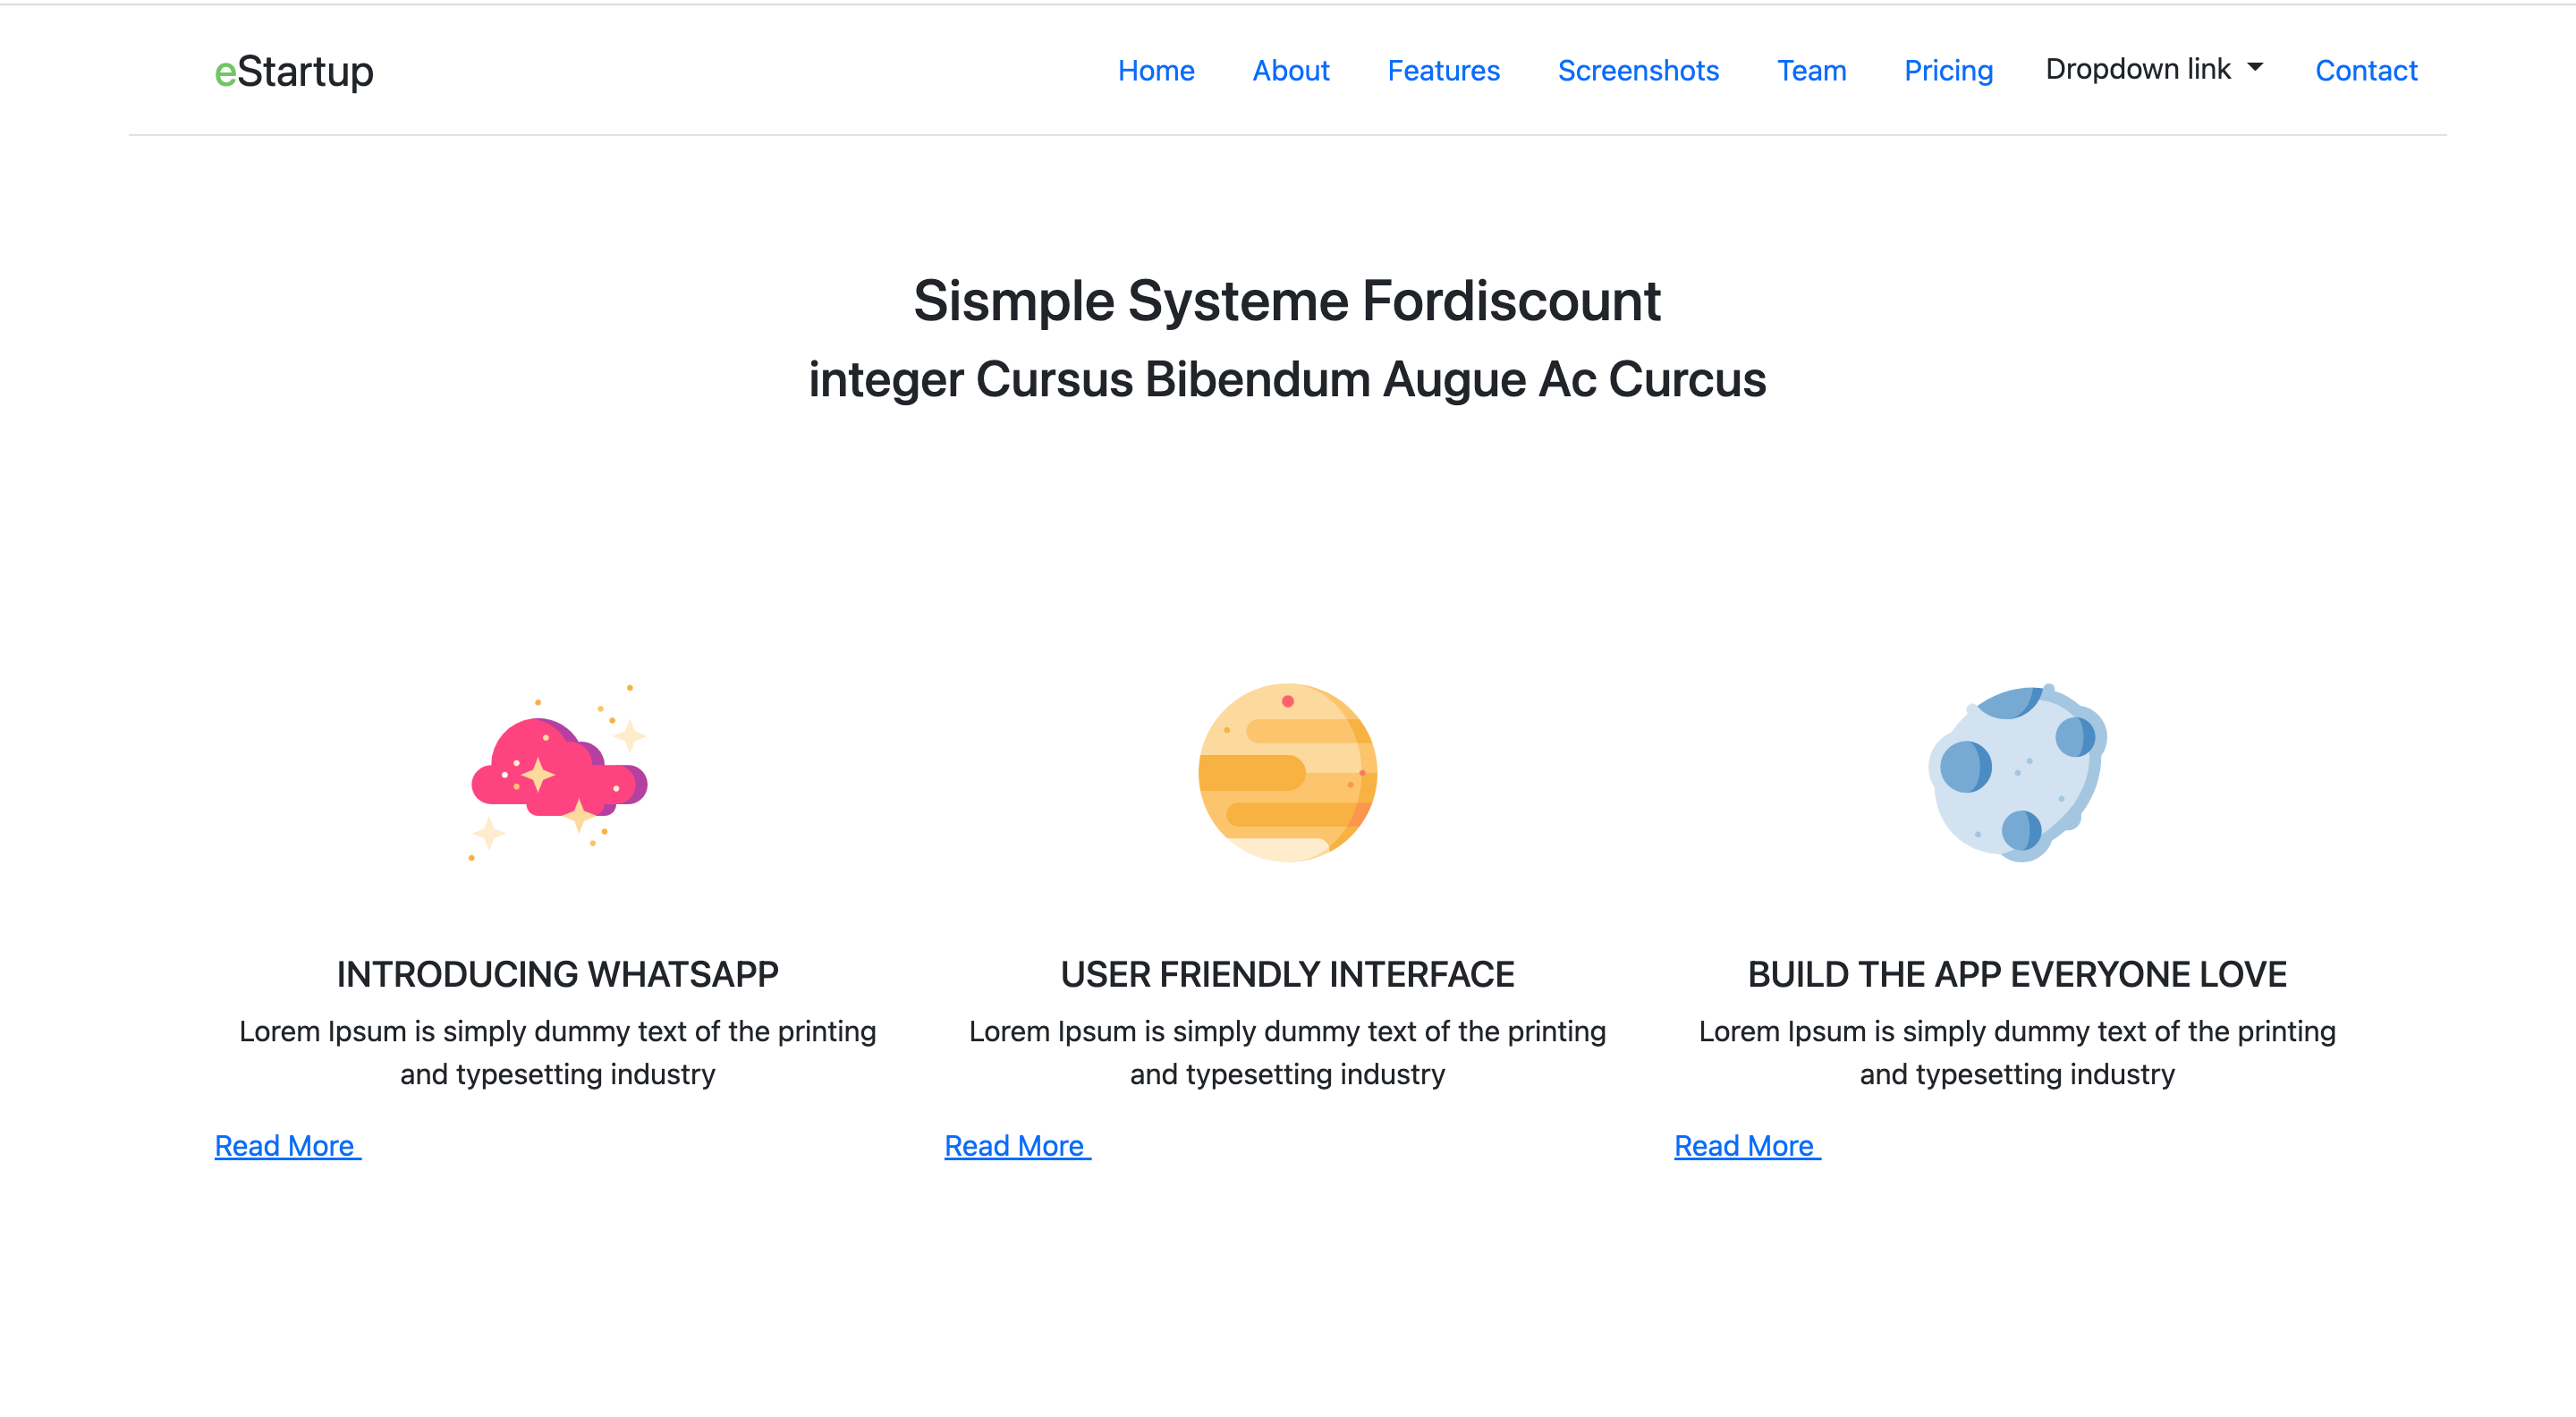 eStartup
Home About Features Screenshots Team Pricing Dropdown link Contact
Sismple Systeme Fordiscount
integer Cursus Bibendum Augue Ac Curcus
INTRODUCING WHATSAPP
Lorem Ipsum is simply dummy text of the printing
and typesetting industry
Read More
USER FRIENDLY INTERFACE
Lorem Ipsum is simply dummy text of the printing
and typesetting industry
Read More
BUILD THE APP EVERYONE LOVE
Lorem Ipsum is simply dummy text of the printing
and typesetting industry
Read More